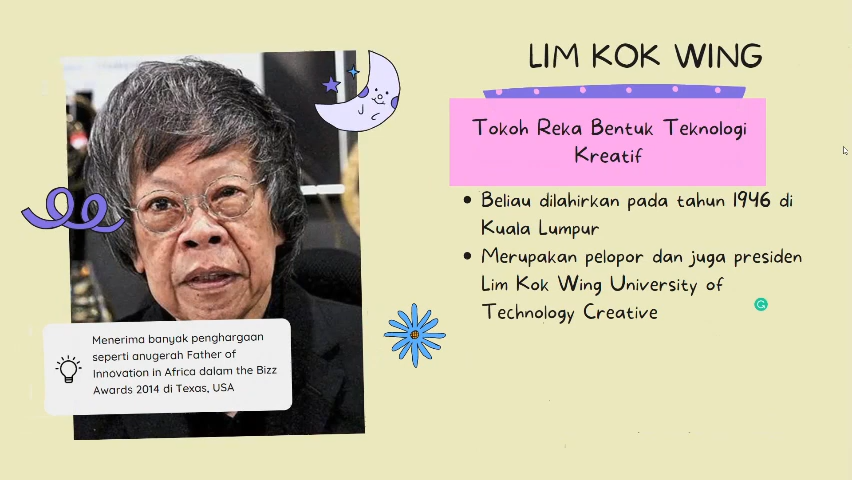 LIM KOK WING
Tokoh Reka Bentuk Teknologi
Kreatif
• Beliau dilahirkan pada tahun 1946 di
Kuala Lumpur
• Merupakan pelopor dan juga presiden
Lim Kok Wing University of
Technology Creative
Menerima banyak penghargaan
seperti anugerah Father of
Innovation in Africa dalam the Bizz
Awards 2014 di Texas, USA